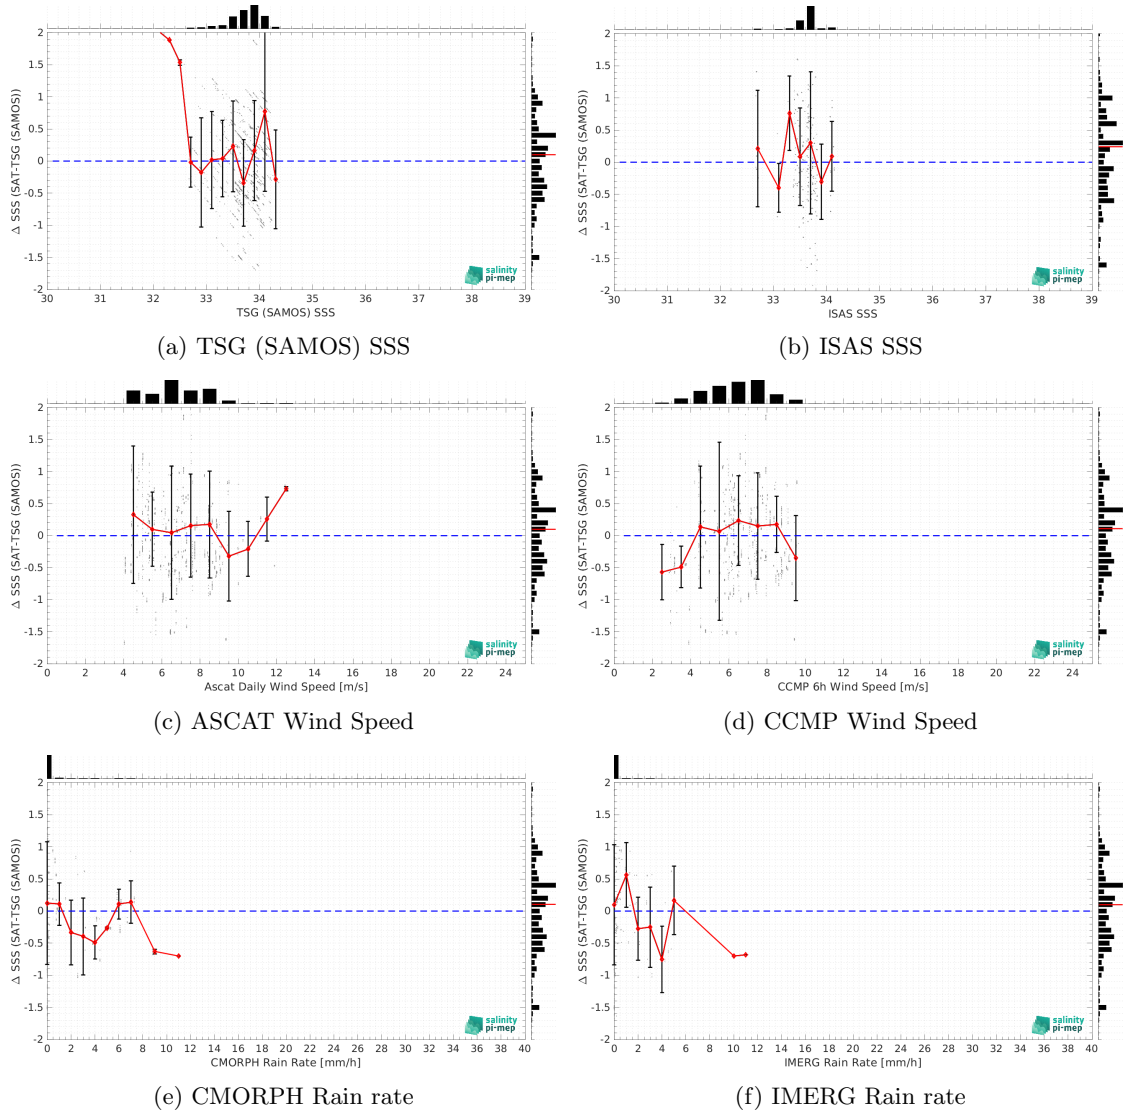 2
1.5
1
0.5
0
-0.5
-1
-1.5
-2
Δ SSS (SAT-TSG (SAMOS))
30 31 32 33 34 35 36 37 38 39
TSG (SAMOS) SSS
salinity
pi-mep
(a) TSG (SAMOS) SSS
2
1.5
1
0.5
0
-0.5
-1
-1.5
-2
Δ SSS (SAT-TSG (SAMOS))
30 31 32 33 34 35 36 37 38 39
ISAS SSS
salinity
pi-mep
(b) ISAS SSS
2
1.5
1
0.5
0
-0.5
-1
-1.5
-2
Δ SSS (SAT-TSG (SAMOS))
0 2 4 6 8 10 12 14 16 18 20 22 24
Ascat Daily Wind Speed [m/s]
salinity
pi-mep
(c) ASCAT Wind Speed
2
1.5
1
0.5
0
-0.5
-1
-1.5
-2
Δ SSS (SAT-TSG (SAMOS))
0 2 4 6 8 10 12 14 16 18 20 22 24
CCMP 6h Wind Speed [m/s]
salinity
pi-mep
(d) CCMP Wind Speed
2
1.5
1
0.5
0
-0.5
-1
-1.5
-2
Δ SSS (SAT-TSG (SAMOS))
0 2 4 6 8 10 12 14 16 18 20 22 24 26 28 30 32 34 36 38 40
CMORPH Rain Rate [mm/h]
salinity
pi-mep
(e) CMORPH Rain rate
2
1.5
1
0.5
0
-0.5
-1
-1.5
-2
Δ SSS (SAT-TSG (SAMOS))
0 2 4 6 8 10 12 14 16 18 20 22 24 26 28 30 32 34 36 38 40
IMERG Rain Rate [mm/h]
salinity
pi-mep
(f) IMERG Rain rate